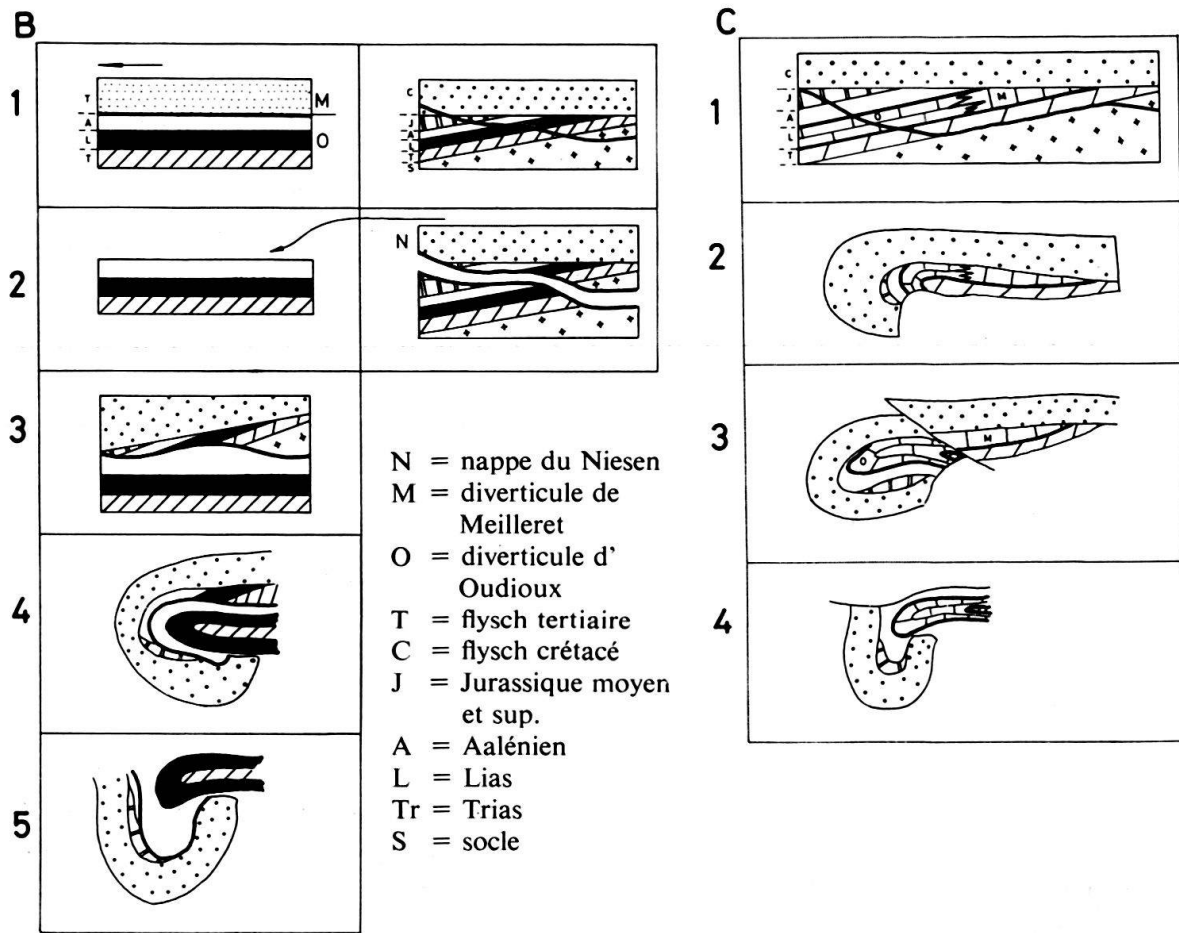 B
1
T
A
L
T
M
O
C
J
A
L
T
S
2
N
3
4
5
N = nappe du Niesen
M = diverticule de
Meilleret
O = diverticule d'
Oudioux
T = flysch tertiaire
C = flysch crétacé
J = Jurassique moyen
et sup.
A = Aalénien
L = Lias
Tr = Trias
S = socle
C
1
C
J
A
L
T
M
O
2
3
O
M
4